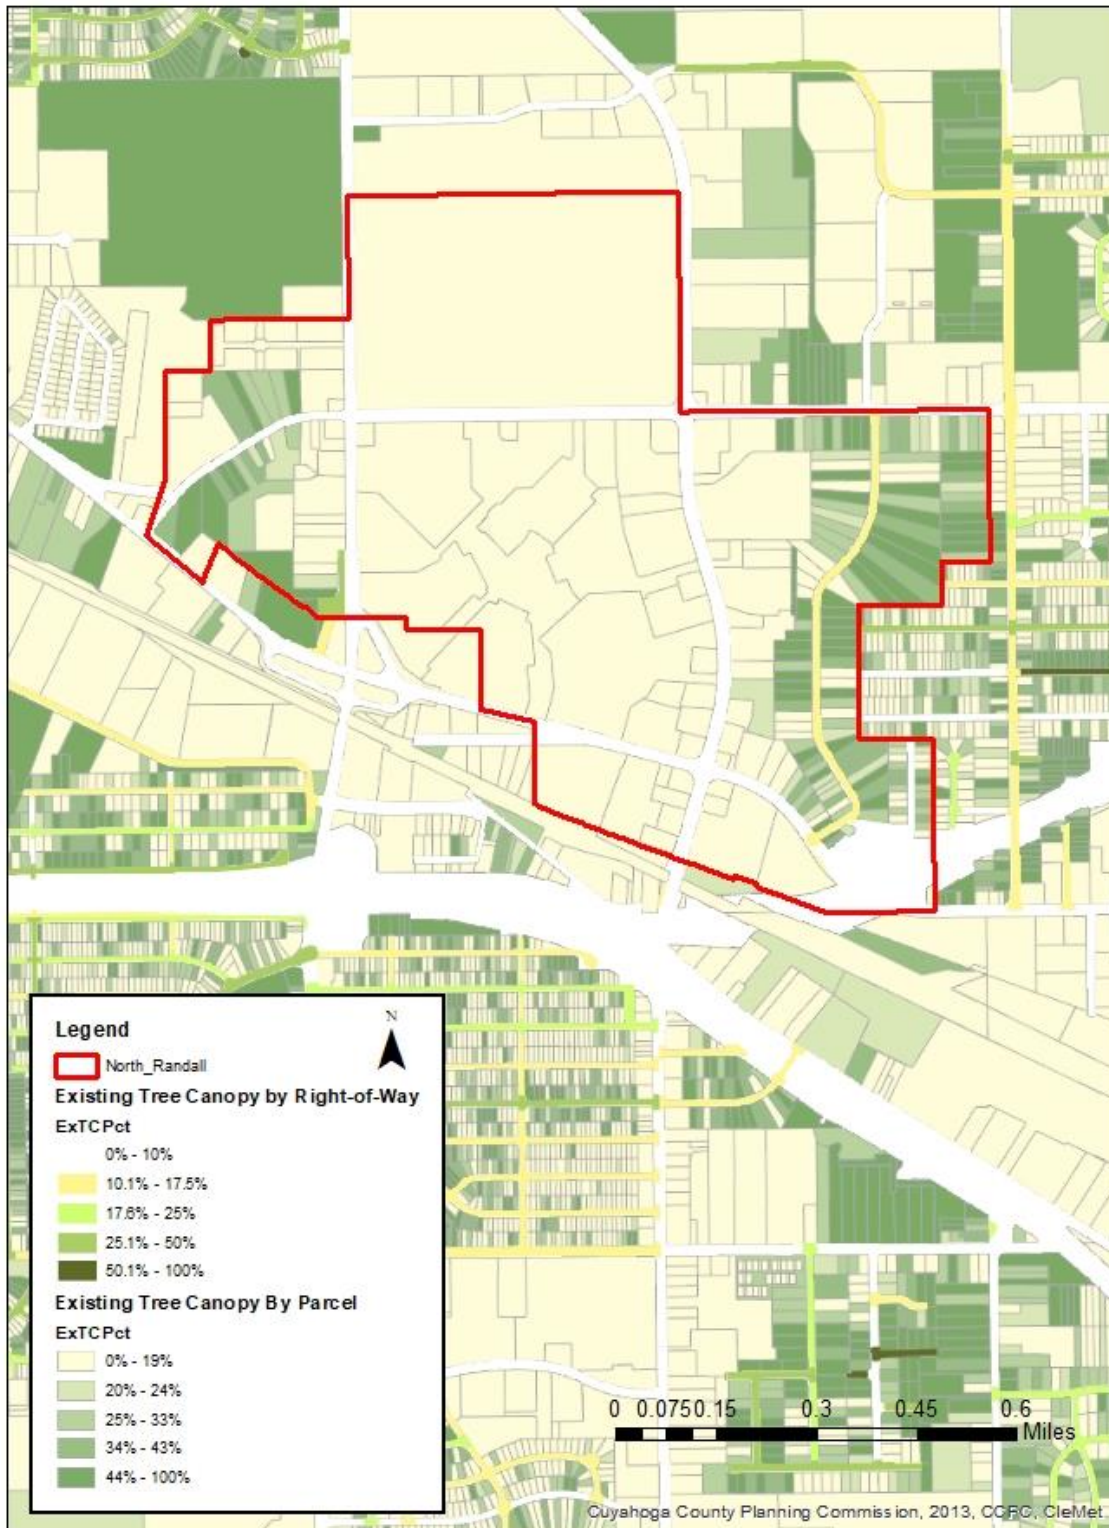 Legend
N
North_Randall
Existing Tree Canopy by Right-of-Way
ExTCPct
0% - 10%
10.1% - 17.5%
17.6% - 25%
25.1% - 50%
50.1% - 100%
Existing Tree Canopy By Parcel
ExTCPct
0% - 19%
20% - 24%
25% - 33%
34% - 43%
44% - 100%
0 0.075 0.15 0.3 0.45 0.6
Miles
Cuyahoga County Planning Commission, 2013, CCPC, CleMet